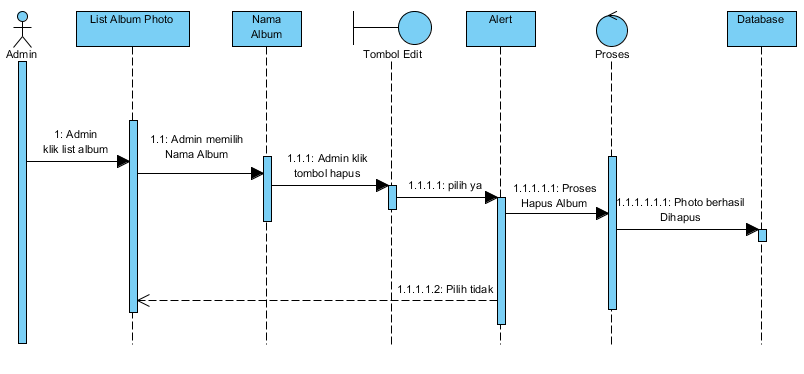 List Album Photo
Nama
Album
Alert
Database
Admin
Tombol Edit
Proses
1: Admin
klik list album
1.1: Admin memilih
Nama Album
1.1.1: Admin klik
tombol hapus
1.1.1.1: pilih ya
1.1.1.1.1: Proses
Hapus Album
1.1.1.1.1.1: Photo berhasil
Dihapus
1.1.1.1.2: Pilih tidak